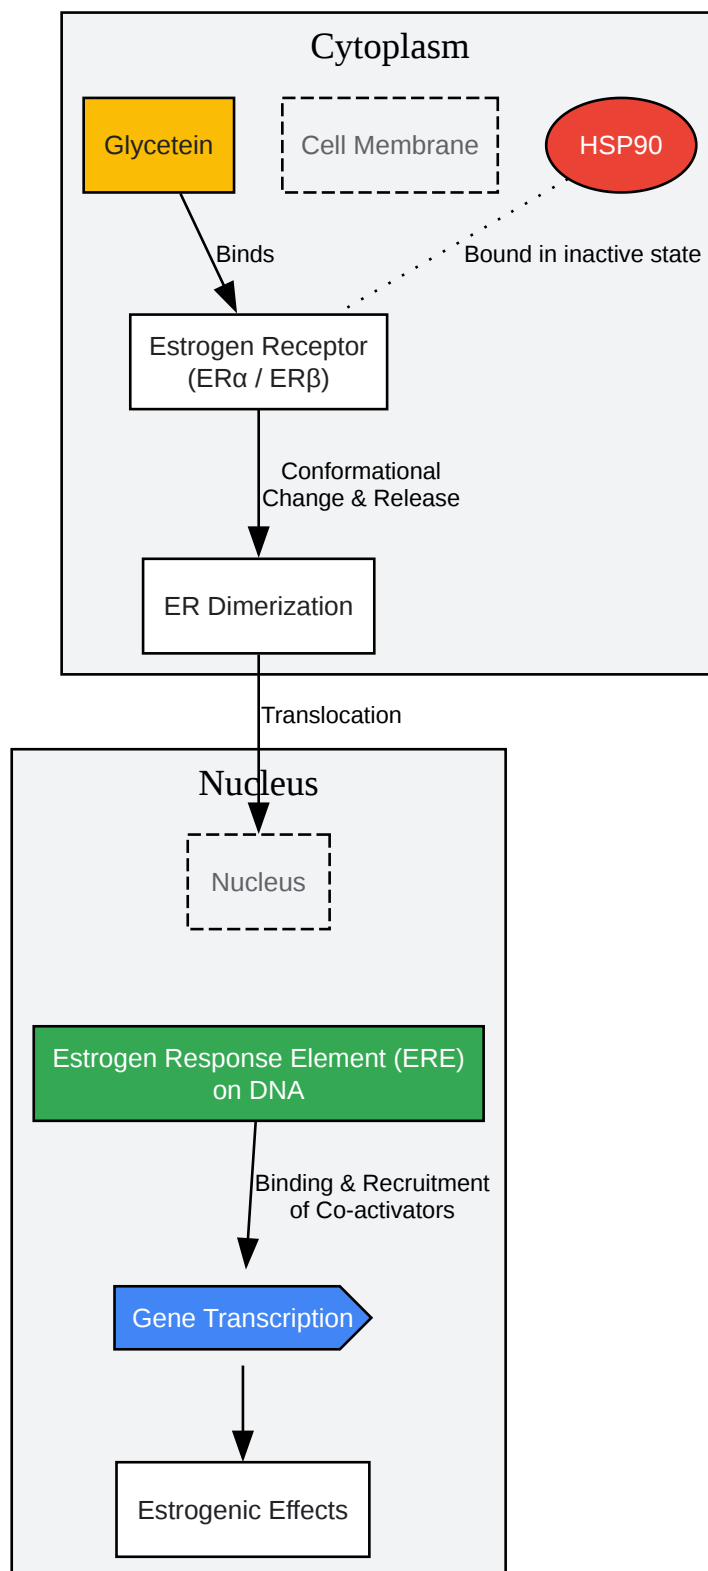 Cytoplasm
Glycetein
Cell Membrane
HSP90
Binds
Bound in inactive state
Estrogen Receptor
(ERα / ERβ)
Conformational
Change & Release
ER Dimerization
Translocation
Nucleus
Nucleus
Estrogen Response Element (ERE)
on DNA
Binding & Recruitment
of Co-activators
Gene Transcription
Estrogenic Effects